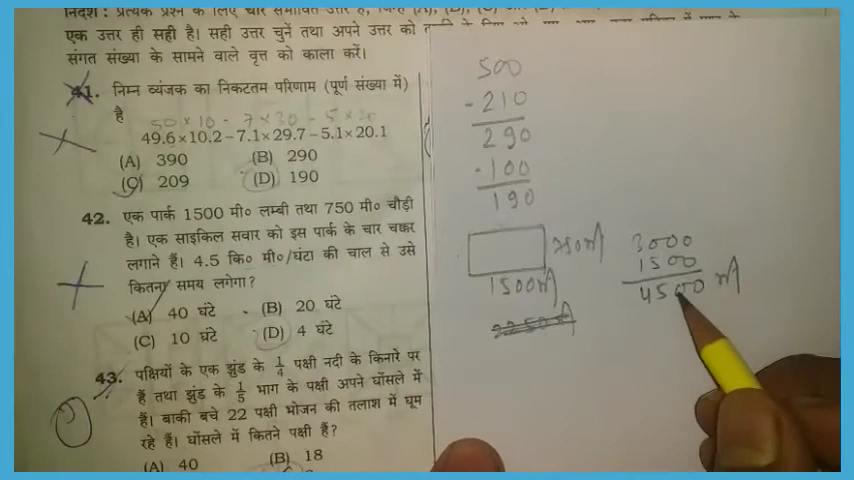 निर्देश : प्रत्येक प्रश्न के लिए चार संभावित उत्तर हैं,
एक उत्तर ही सही है। सही उत्तर चुनें तथा अपने उत्तर को
संगत संख्या के सामने वाले वृत्त को काला करें।
41. निम्न व्यंजक का निकटतम परिणाम (पूर्ण संख्या में)
है
50 × 10 - 7 × 30 - 5 × 20
49.6×10.2−7.1×29.7−5.1×20.1
(A) 390 (B) 290
(C) 209 (D) 190
42. एक पार्क 1500 मी० लम्बी तथा 750 मी० चौड़ी
है। एक साइकिल सवार को इस पार्क के चार चक्कर
लगाने हैं। 4.5 कि० मी०/घंटा की चाल से उसे
कितना समय लगेगा?
(A) 40 घंटे (B) 20 घंटे
(C) 10 घंटे (D) 4 घंटे
43. पक्षियों के एक झुंड के 1/4 पक्षी नदी के किनारे पर
हैं तथा झुंड के 1/5 भाग के पक्षी अपने घोंसले में
हैं। बाकी बचे 22 पक्षी भोजन की तलाश में घूम
रहे हैं। घोंसले में कितने पक्षी हैं?
(A) 40 (B) 18
500
- 210
290
- 100
190
1500मी
3000
1500
4500 मी